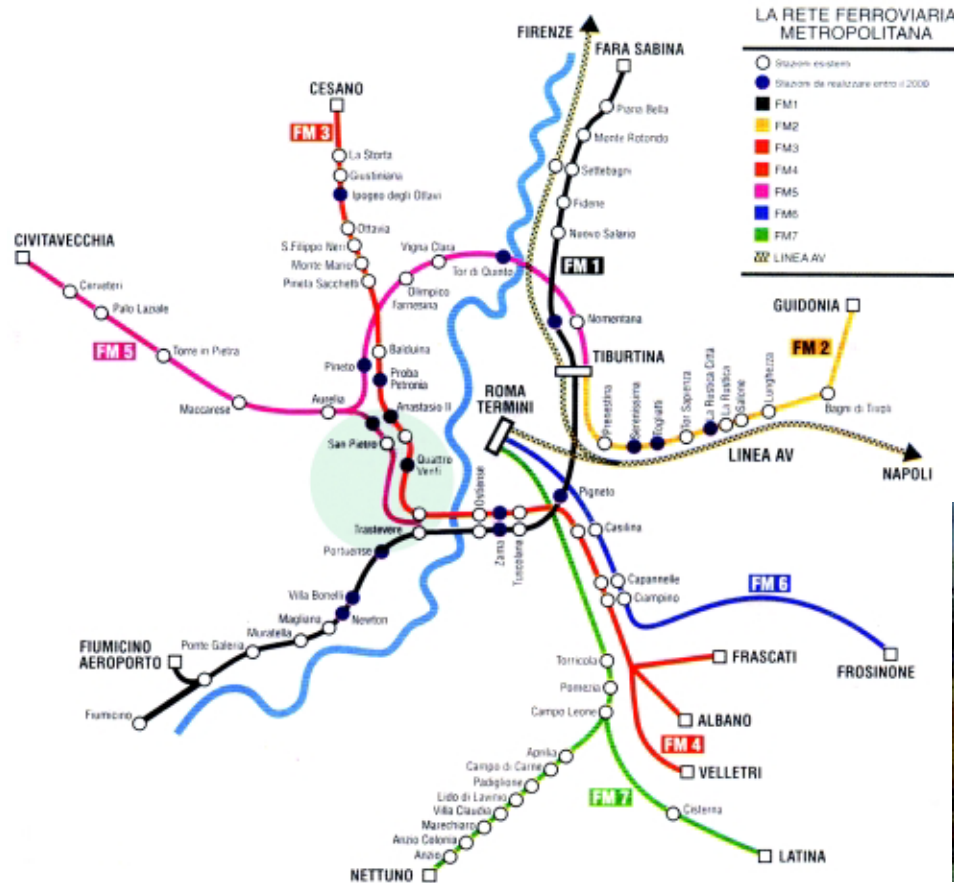 LA RETE FERROVIARIA
METROPOLITANA
Stazioni esistenti
Stazioni da realizzare entro il 2000
FM1
FM2
FM3
FM4
FM5
FM6
FM7
LINEA AV
FIRENZE
FARA SABINA
Piana Bella
Monte Rotondo
Settebagni
Fidene
Nuovo Salario
FM 1
CESANO
FM 3
La Storta
Giustiniana
Ipogeo degli Ottavi
Ottavia
S.Filippo Neri
Monte Mario
Pineta Sacchetti
Vigna Clara
Tor di Quinto
Olimpico
Farnesina
Nomentana
TIBURTINA
CIVITAVECCHIA
Cerveteri
Palo Laziale
Torre in Pietra
FM 5
Maccarese
Aurelia
Pineto
Balduina
Proba
Petronia
Anastasio II
San Pietro
Quattro
Venti
ROMA
TERMINI
GUIDONIA
FM 2
Prenestina
Serenissima
Togliatti
Tor Sapienza
La Rustica Città
La Rustica
Salone
Lunghezza
Bagni di Tivoli
LINEA AV
NAPOLI
Pigneto
Ostiense
Zama
Tuscolana
Trastevere
Portuense
Villa Bonelli
Magliana
Newton
Muratella
Ponte Galeria
FIUMICINO
AEROPORTO
Fiumicino
Casilina
Capannelle
Ciampino
FM 6
FROSINONE
FRASCATI
ALBANO
FM 4
VELLETRI
Torricola
Pomezia
Campo Leone
Aprilia
Campo di Carne
Padiglione
Lido di Lavinio
Villa Claudia
Marechiaro
Anzio Colonia
Anzio
NETTUNO
FM 7
Cisterna
LATINA